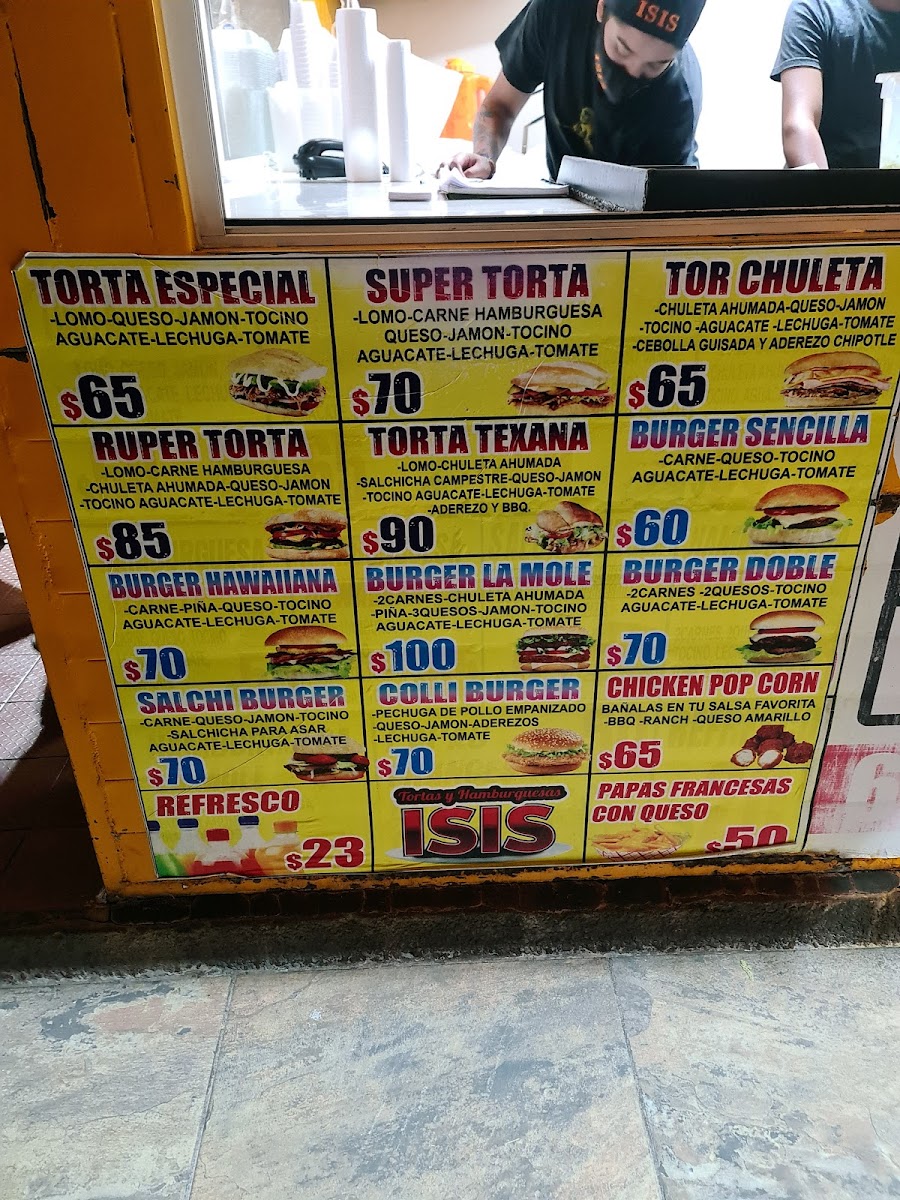 ISIS
TORTA ESPECIAL
-LOMO-QUESO-JAMON-TOCINO
AGUACATE-LECHUGA-TOMATE
$65
SUPER TORTA
-LOMO-CARNE HAMBURGUESA
QUESO-JAMON-TOCINO
AGUACATE-LECHUGA-TOMATE
$70
TOR CHULETA
-CHULETA AHUMADA-QUESO-JAMON
-TOCINO -AGUACATE -LECHUGA-TOMATE
-CEBOLLA GUISADA Y ADEREZO CHIPOTLE
$65
RUPER TORTA
-LOMO-CARNE HAMBURGUESA
-CHULETA AHUMADA-QUESO-JAMON
-TOCINO AGUACATE-LECHUGA-TOMATE
$85
TORTA TEXANA
-LOMO-CHULETA AHUMADA
-SALCHICHA CAMPESTRE-QUESO-JAMON
-TOCINO AGUACATE-LECHUGA-TOMATE
-ADEREZO Y BBQ.
$90
BURGER SENCILLA
-CARNE-QUESO-TOCINO
AGUACATE-LECHUGA-TOMATE
$60
BURGER HAWAIIANA
-CARNE-PIÑA-QUESO-TOCINO
AGUACATE-LECHUGA-TOMATE
$70
BURGER LA MOLE
-2CARNES-CHULETA AHUMADA
-PIÑA-3QUESOS-JAMON-TOCINO
AGUACATE-LECHUGA-TOMATE
$100
BURGER DOBLE
-2CARNES -2QUESOS-TOCINO
AGUACATE-LECHUGA-TOMATE
$70
SALCHI BURGER
-CARNE-QUESO-JAMON-TOCINO
-SALCHICHA PARA ASAR
AGUACATE-LECHUGA-TOMATE
$70
COLLI BURGER
-PECHUGA DE POLLO EMPANIZADO
-QUESO-JAMON-ADEREZOS
-LECHUGA-TOMATE
$70
CHICKEN POP CORN
BAÑALAS EN TU SALSA FAVORITA
-BBQ -RANCH -QUESO AMARILLO
$65
REFRESCO
$23
Tortas y Hamburguesas
ISIS
PAPAS FRANCESAS
CON QUESO
$50